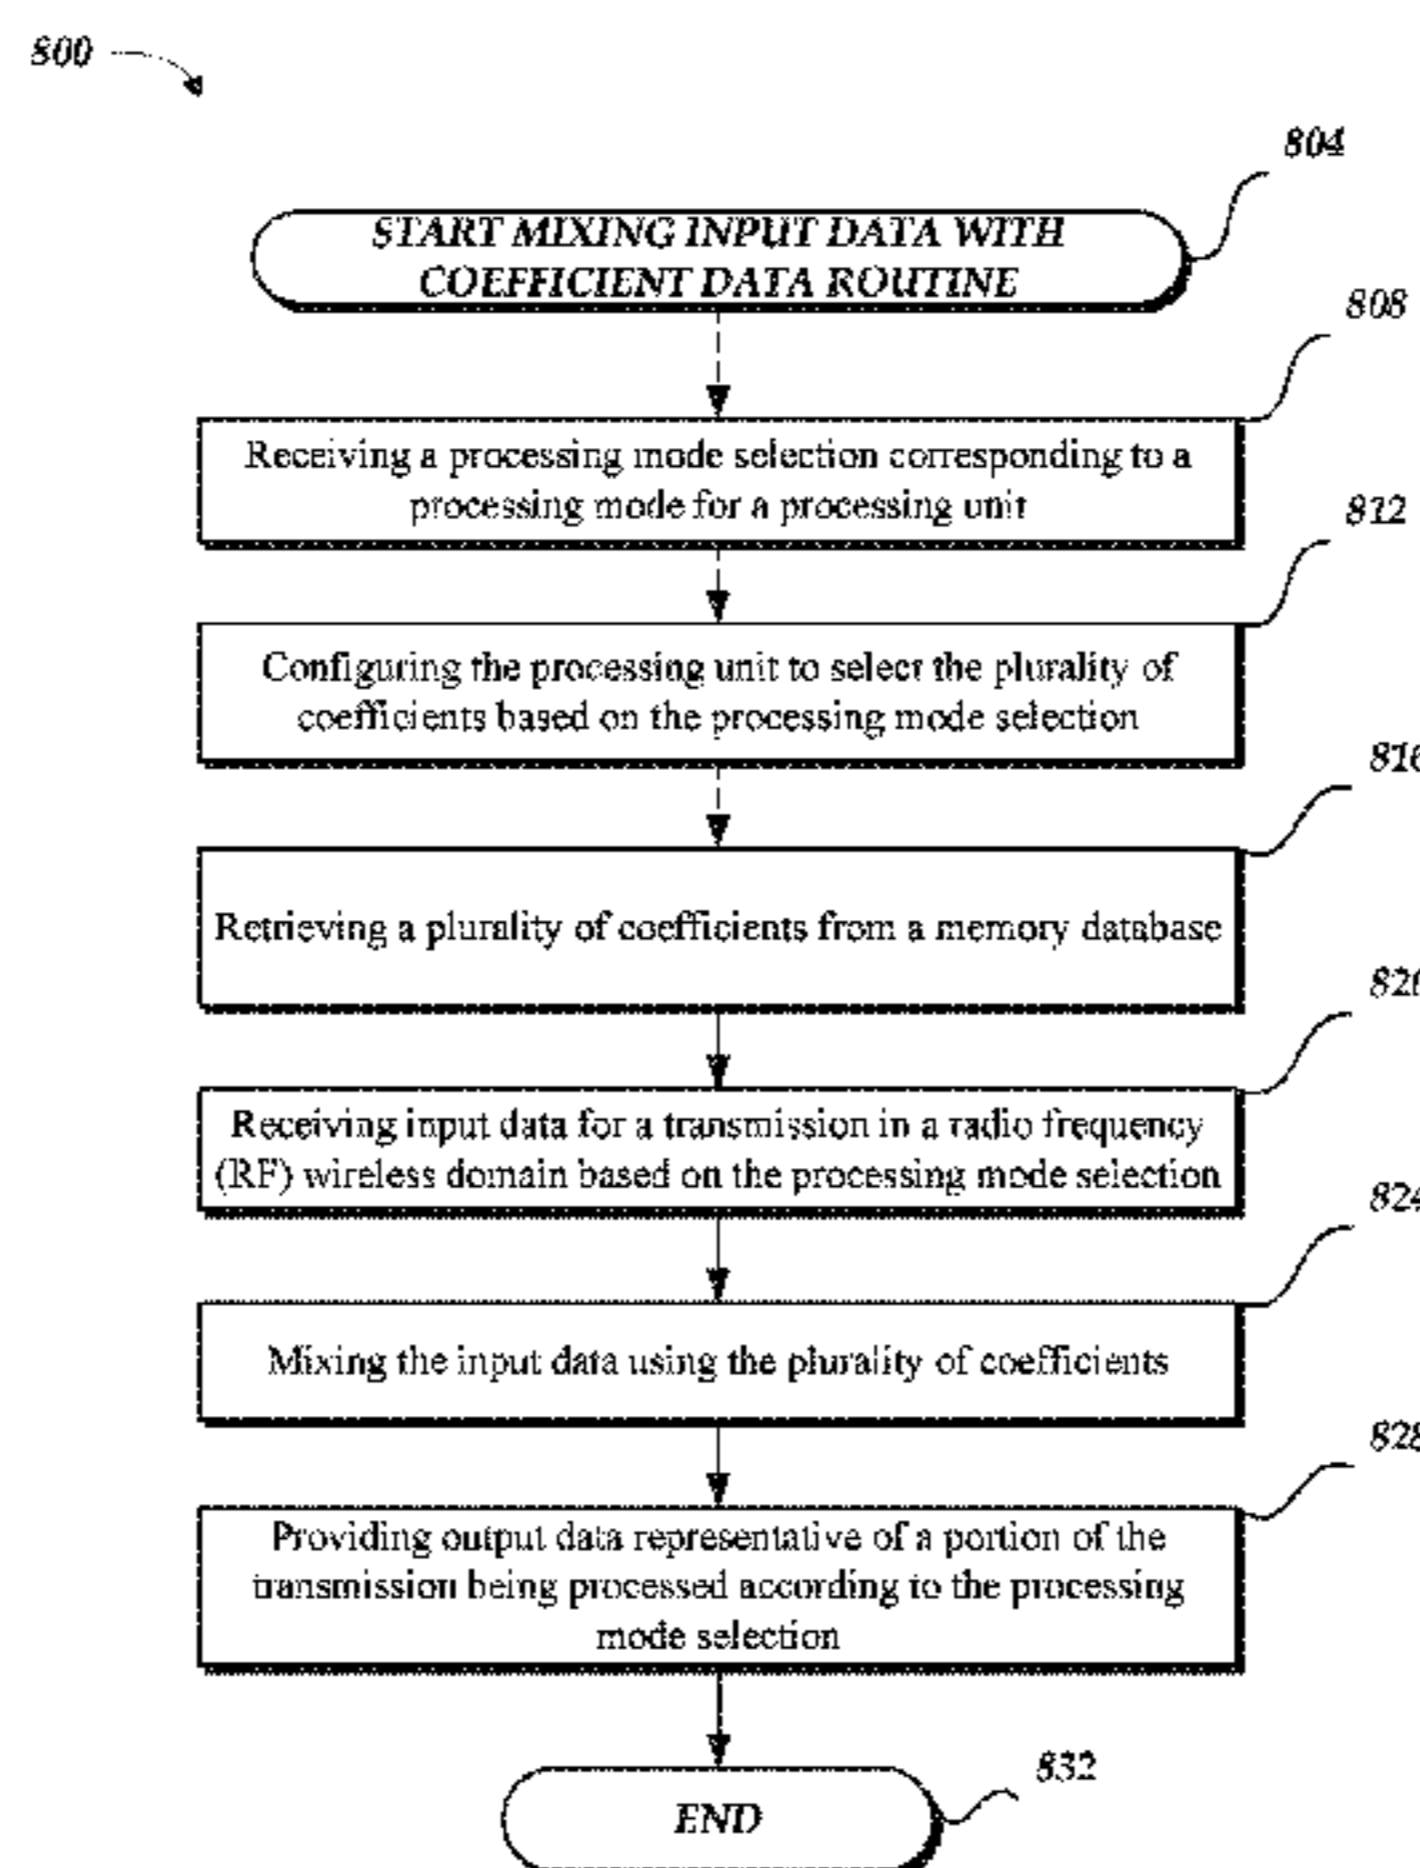 800
804
START MIXING INPUT DATA WITH
COEFFICIENT DATA ROUTINE
808
Receiving a processing mode selection corresponding to a
processing mode for a processing unit
812
Configuring the processing unit to select the plurality of
coefficients based on the processing mode selection
816
Retrieving a plurality of coefficients from a memory database
820
Receiving input data for a transmission in a radio frequency
(RF) wireless domain based on the processing mode selection
824
Mixing the input data using the plurality of coefficients
828
Providing output data representative of a portion of the
transmission being processed according to the processing
mode selection
832
END